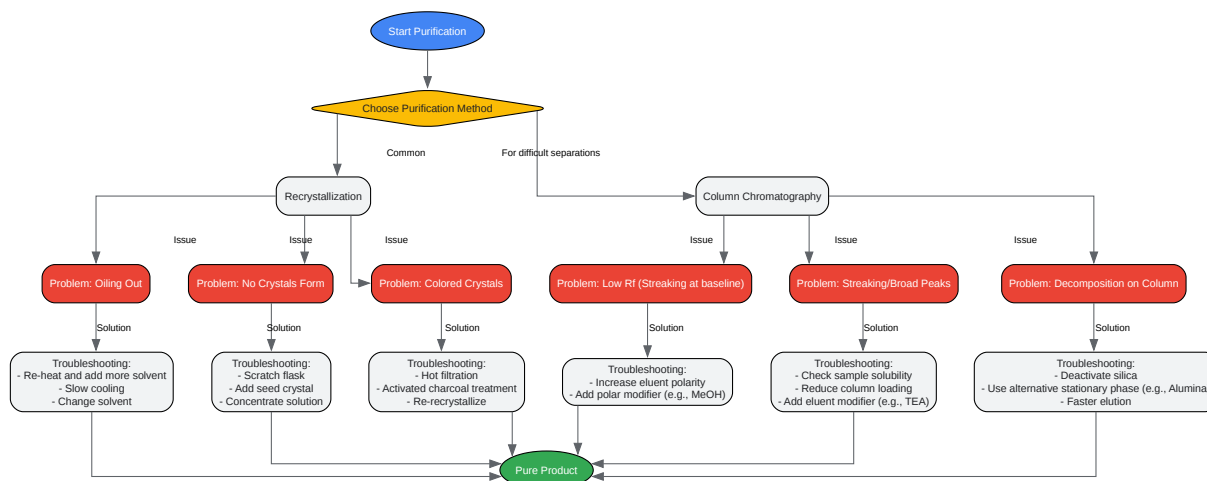 Start Purification
Choose Purification Method
Common
For difficult separations
Recrystallization
Column Chromatography
Issue
Issue
Issue
Issue
Issue
Issue
Problem: Oiling Out
Problem: No Crystals Form
Problem: Colored Crystals
Problem: Low Rf (Streaking at baseline)
Problem: Streaking/Broad Peaks
Problem: Decomposition on Column
Solution
Solution
Solution
Solution
Solution
Solution
Troubleshooting:
- Re-heat and add more solvent
- Slow cooling
- Change solvent
Troubleshooting:
- Scratch flask
- Add seed crystal
- Concentrate solution
Troubleshooting:
- Hot filtration
- Activated charcoal treatment
- Re-recrystallize
Troubleshooting:
- Increase eluent polarity
- Add polar modifier (e.g., MeOH)
Troubleshooting:
- Check sample solubility
- Reduce column loading
- Add eluent modifier (e.g., TEA)
Troubleshooting:
- Deactivate silica
- Use alternative stationary phase (e.g., Alumina
- Faster elution
Pure Product